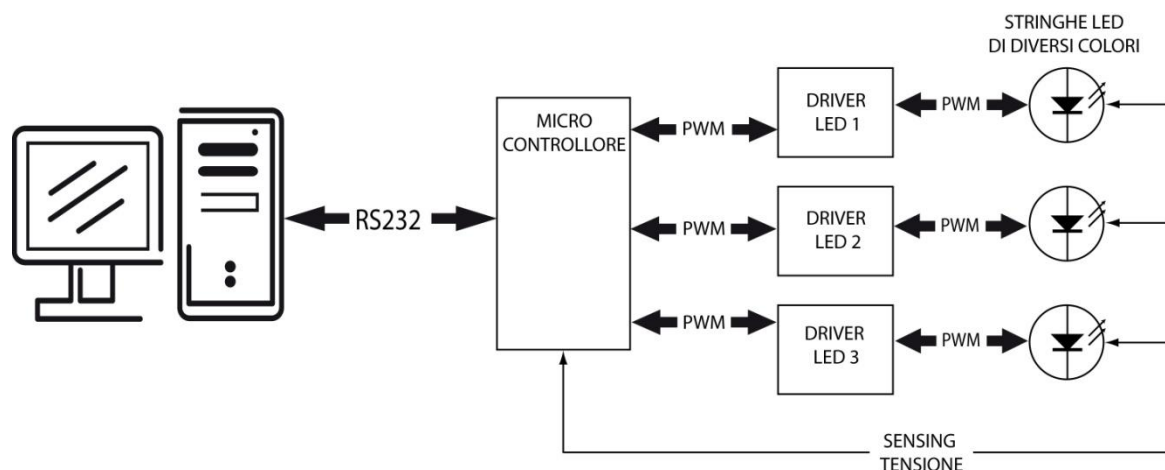 STRINGHE LED
DI DIVERSI COLORI
MICRO
CONTROLLORE
RS232
PWM
DRIVER
LED 1
PWM
PWM
DRIVER
LED 2
PWM
PWM
DRIVER
LED 3
PWM
SENSING
TENSIONE